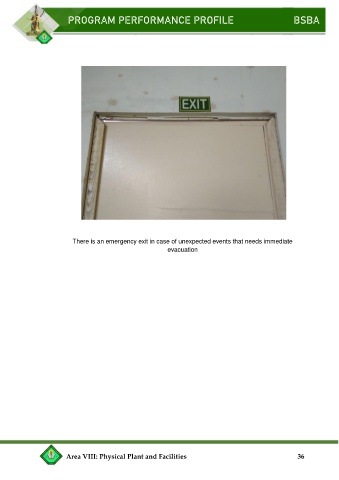 PROGRAM PERFORMANCE PROFILE BSBA
EXIT
There is an emergency exit in case of unexpected events that needs immediate
evacuation
Area VIII: Physical Plant and Facilities 36